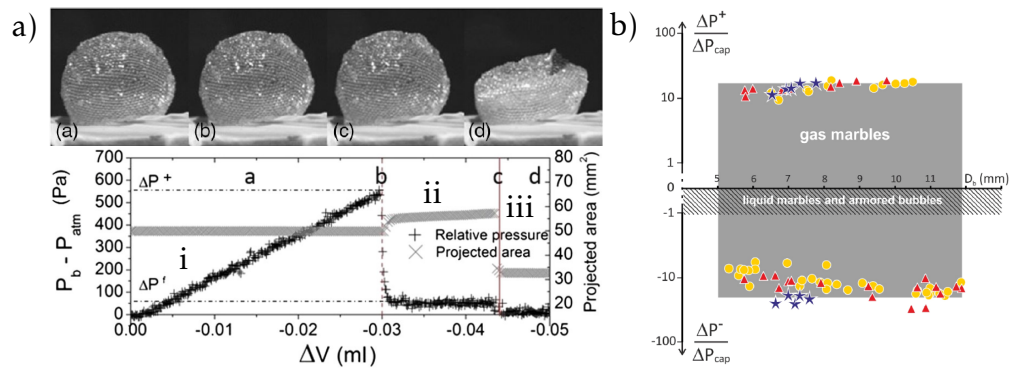 a)
(a) (b) (c) (d)
700
600
500
400
300
200
100
0
P_b - P_atm (Pa)
ΔP⁺
ΔP^f
a b c d
i ii iii
+ Relative pressure
× Projected area
80
70
60
50
40
30
20
Projected area (mm²)
0.00 -0.01 -0.02 -0.03 -0.04 -0.05
ΔV (ml)
b)
ΔP⁺
ΔP_cap
100
10
1
0
-1
-10
-100
gas marbles
5 6 7 8 9 10 11 D_h (mm)
liquid marbles and armored bubbles
ΔP⁻
ΔP_cap